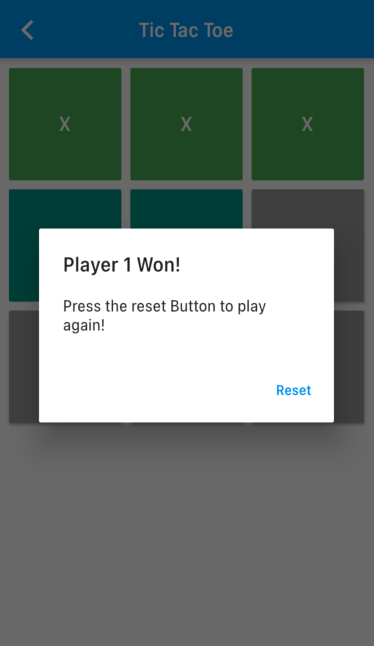 Tic Tac Toe
X X X
Player 1 Won!
Press the reset Button to play
again!
Reset